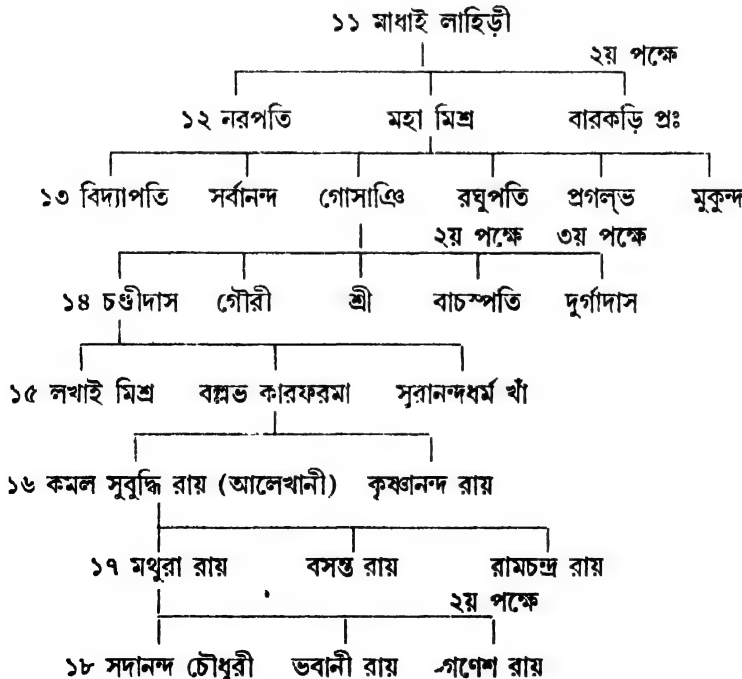 ১১ মাধাই লাহিড়ী
২য় পক্ষে
১২ নরপতি মহা মিশ্র বারকড়ি প্রঃ
১৩ বিদ্যাপতি সর্বানন্দ গোসাঞি রঘুপতি প্রগল্‌ভ মুকুন্দ
২য় পক্ষে ৩য় পক্ষে
১৪ চণ্ডীদাস গৌরী শ্রী বাচস্পতি দুর্গাদাস
১৫ লখাই মিশ্র বল্লভ কারফরমা সুরানন্দধর্ম খাঁ
১৬ কমল সুবুদ্ধি রায় (আলেখানী) কৃষ্ণানন্দ রায়
১৭ মথুরা রায় বসন্ত রায় রামচন্দ্র রায়
২য় পক্ষে
১৮ সদানন্দ চৌধুরী ভবানী রায় গণেশ রায়